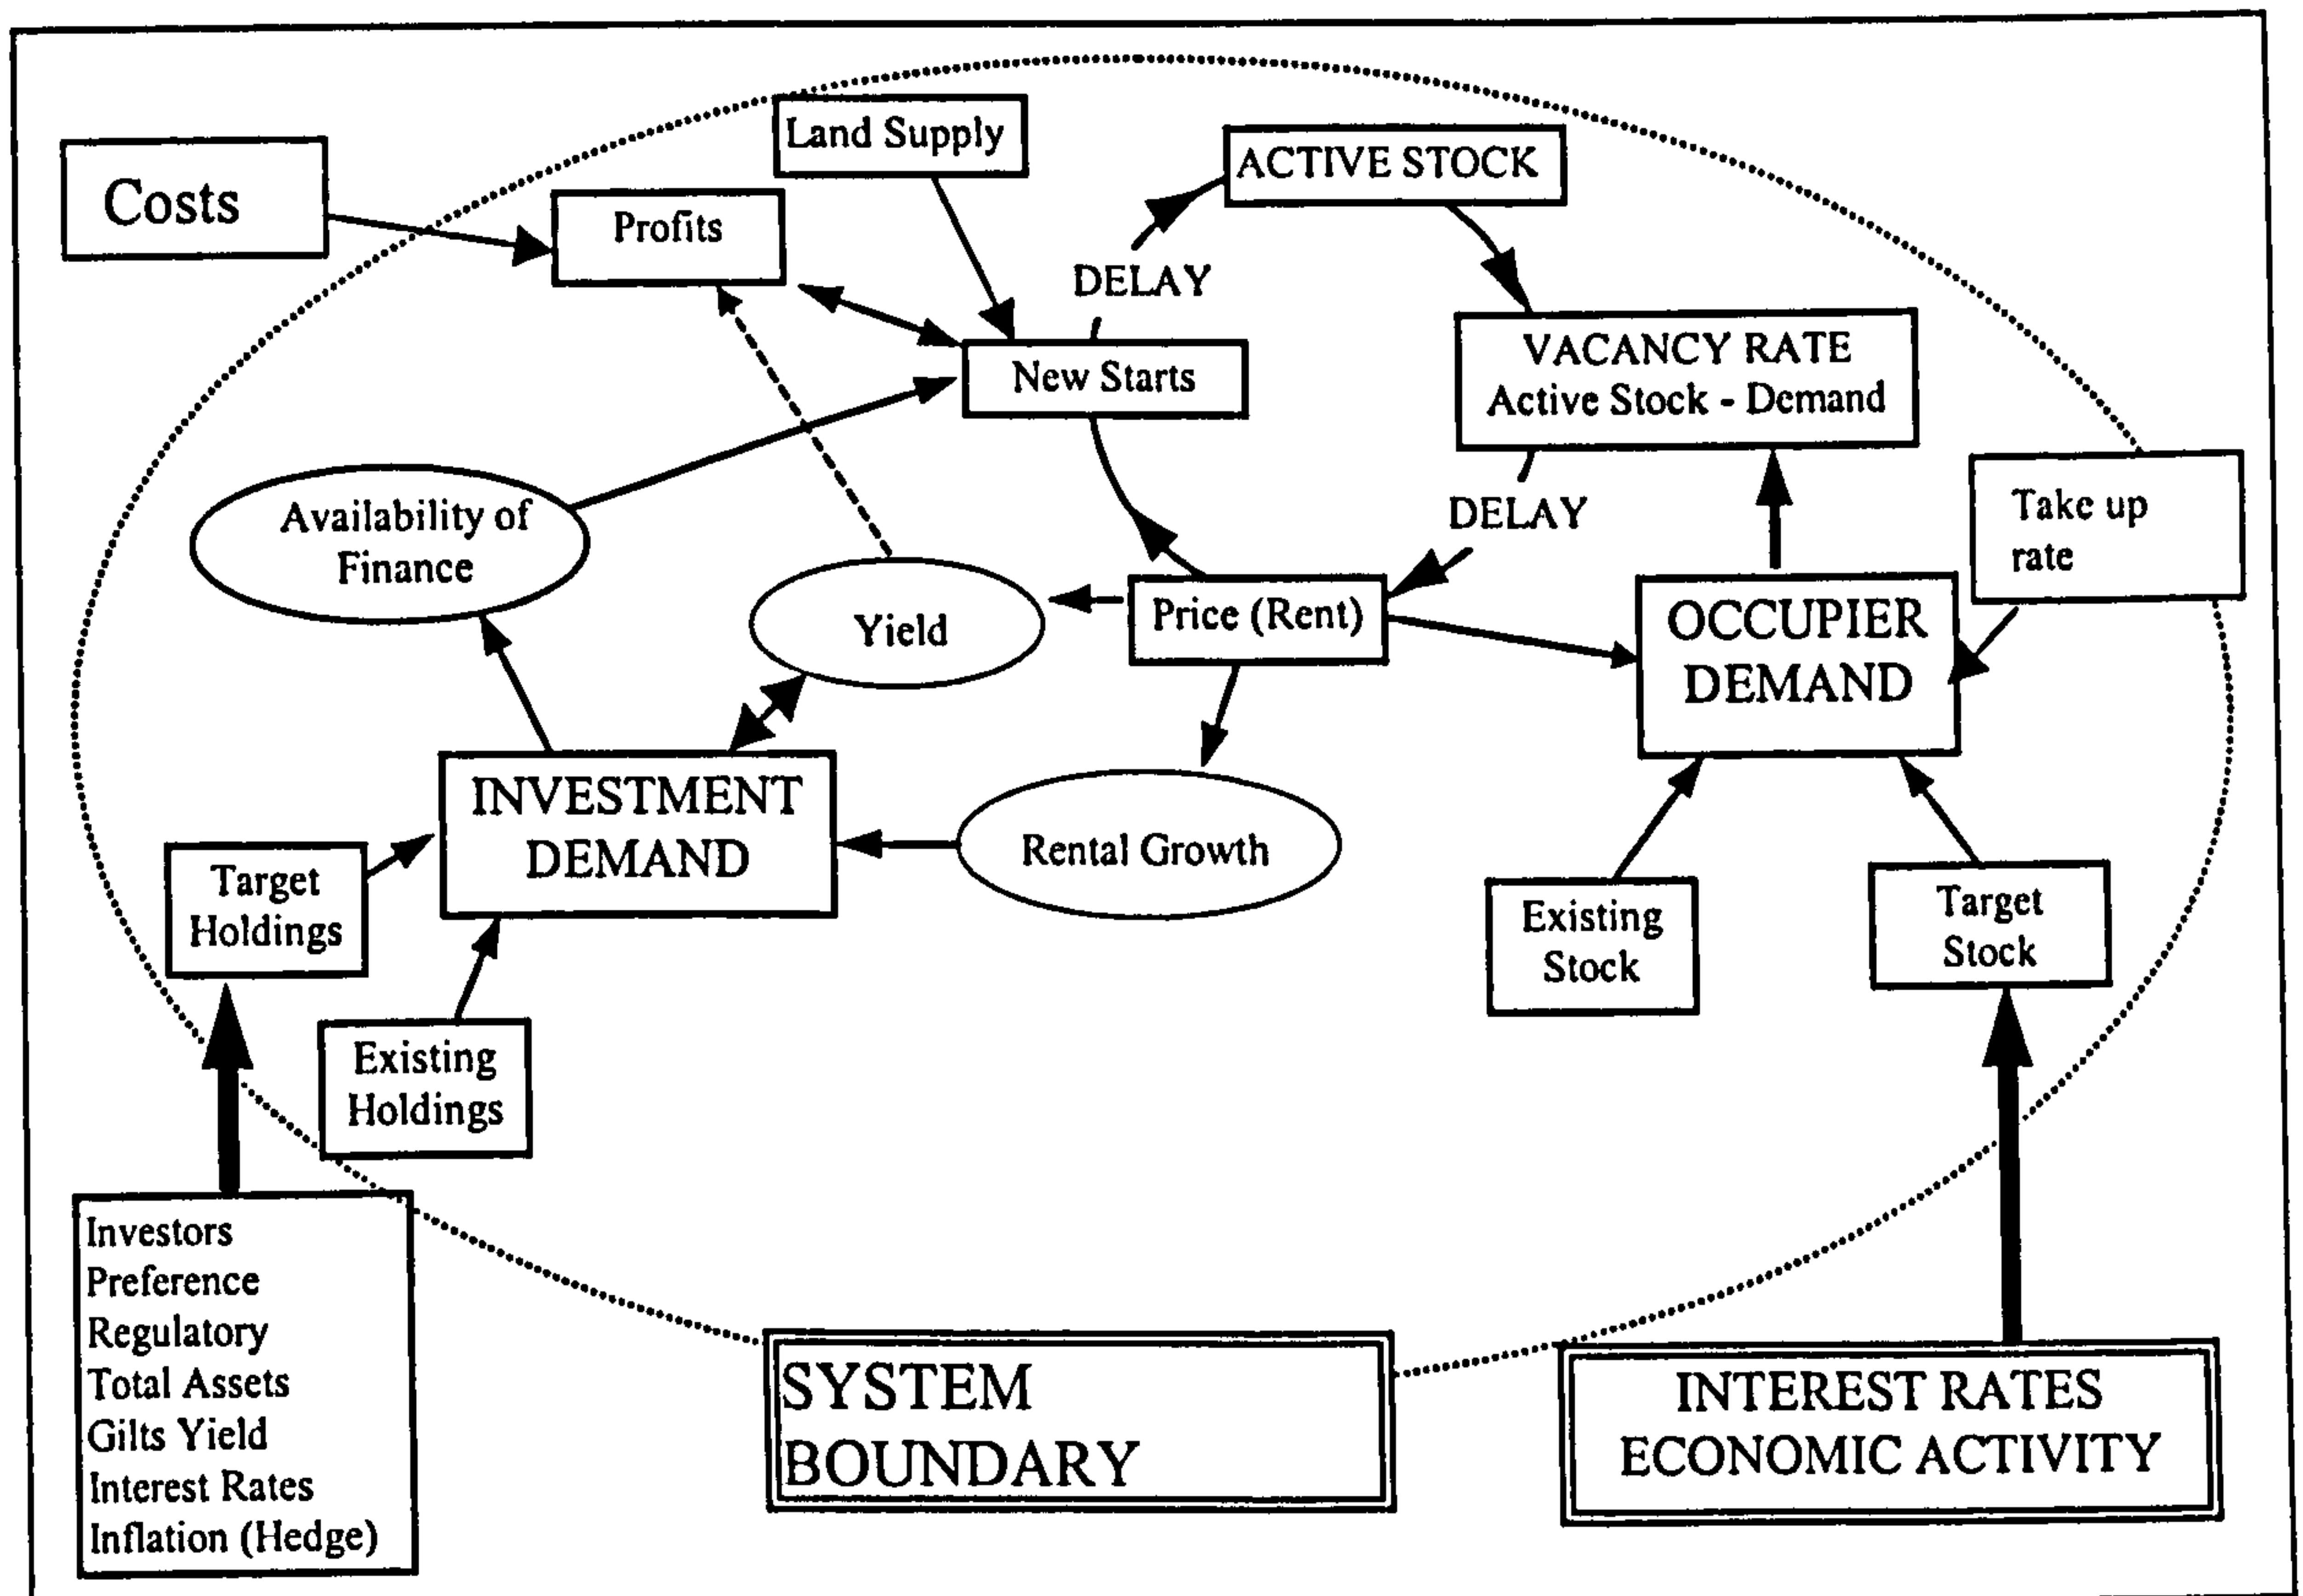 Land Supply
ACTIVE STOCK
Costs
Profits
DELAY
VACANCY RATE
Active Stock - Demand
New Starts
Availability of
Finance
DELAY
Take up
rate
Yield
Price (Rent)
OCCUPIER
DEMAND
INVESTMENT
DEMAND
Rental Growth
Target
Holdings
Existing
Stock
Target
Stock
Existing
Holdings
Investors
Preference
Regulatory
Total Assets
Gilts Yield
Interest Rates
Inflation (Hedge)
SYSTEM
BOUNDARY
INTEREST RATES
ECONOMIC ACTIVITY